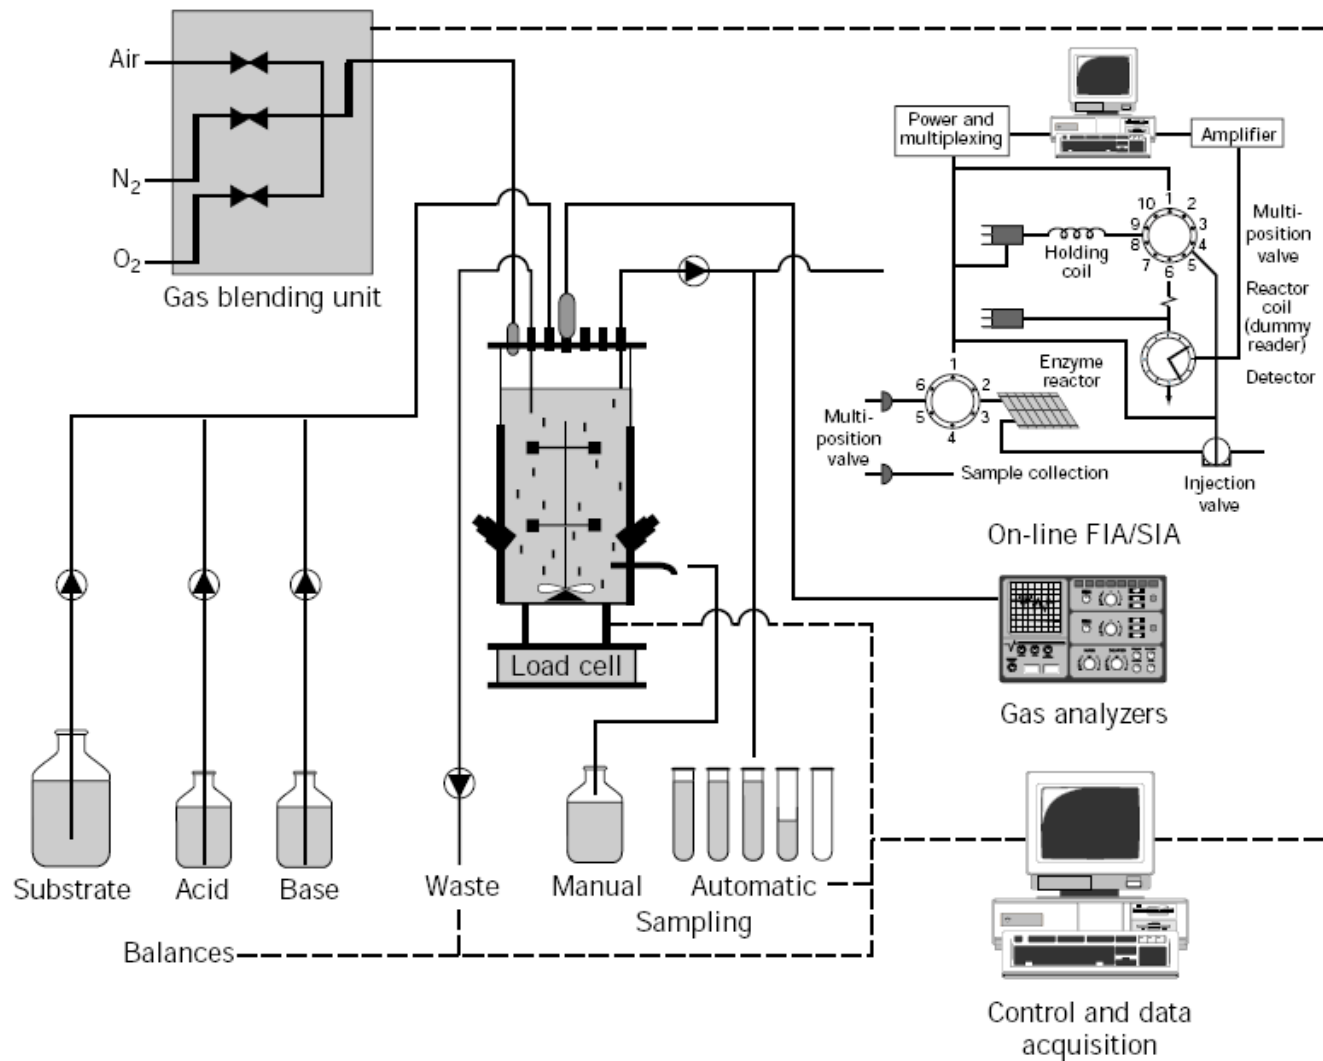 Air
N2
O2
Gas blending unit
Power and
multiplexing
Amplifier
10
1
2
9
3
8
4
7
6
5
Multi-
position
valve
Holding
coil
Reactor
coil
(dummy
reader)
Detector
Enzyme
reactor
1
6
2
5
3
4
Multi-
position
valve
Sample collection
Injection
valve
On-line FIA/SIA
Gas analyzers
Load cell
Substrate
Acid
Base
Waste
Manual
Automatic
Sampling
Balances
Control and data
acquisition